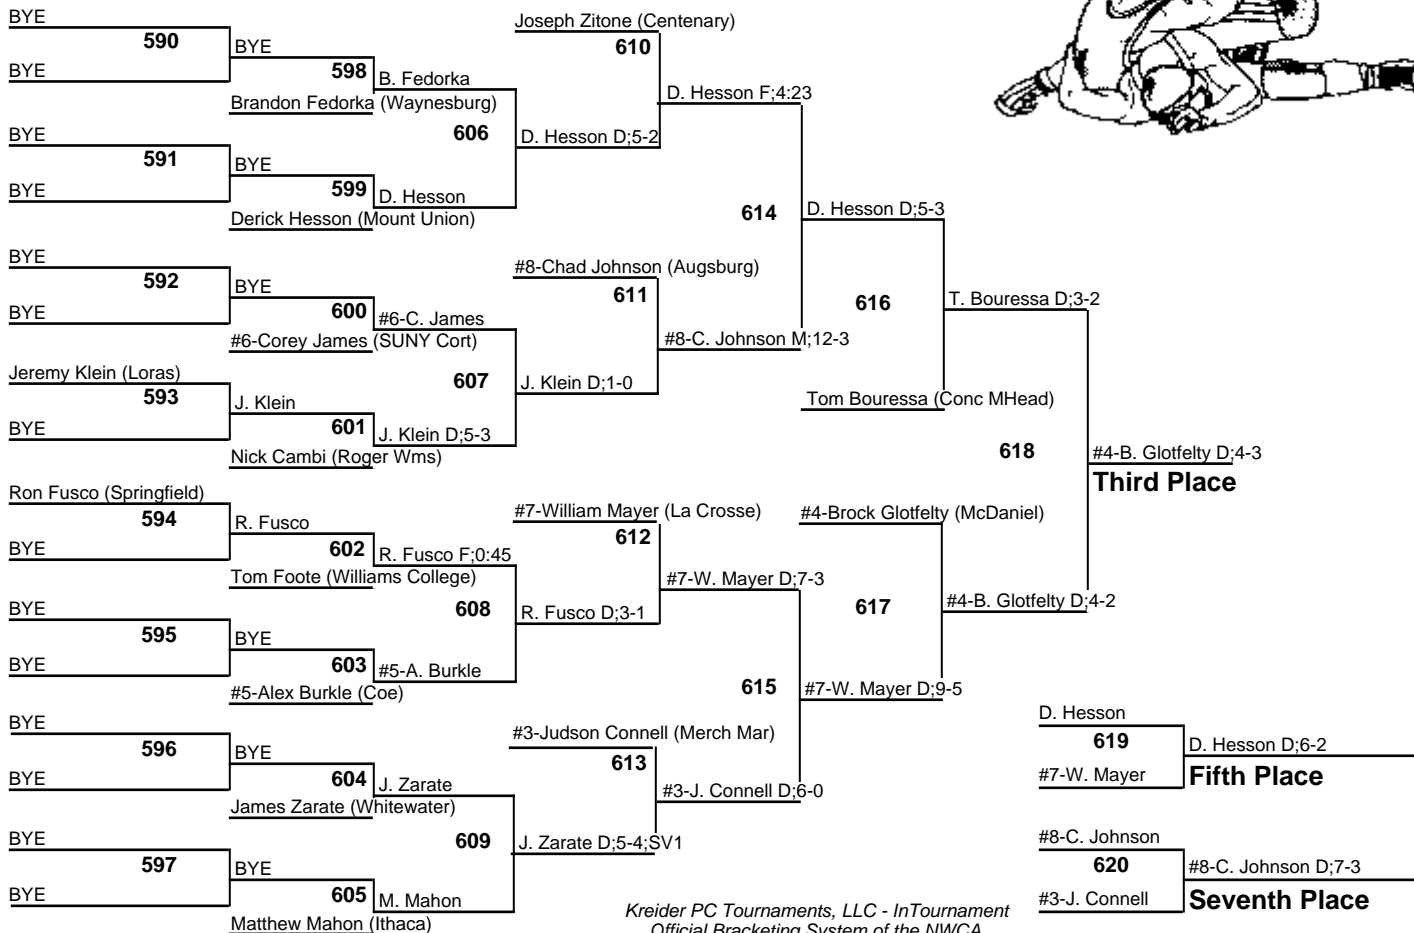 BYE
590
BYE
BYE
598
B. Fedorka
Brandon Fedorka (Waynesburg)
606
BYE
591
BYE
BYE
599
D. Hesson
Derick Hesson (Mount Union)
Joseph Zitone (Centenary)
610
D. Hesson D;5-2
D. Hesson F;4:23
614
D. Hesson D;5-3
BYE
592
BYE
BYE
600
#6-C. James
#6-Corey James (SUNY Cort)
607
Jeremy Klein (Loras)
593
J. Klein
BYE
601
J. Klein D;5-3
Nick Cambi (Roger Wms)
#8-Chad Johnson (Augsburg)
611
J. Klein D;1-0
#8-C. Johnson M;12-3
616
T. Bouressa D;3-2
Tom Bouressa (Conc MHead)
618
#4-B. Glotfelty D;4-3
Third Place
Ron Fusco (Springfield)
594
R. Fusco
BYE
602
R. Fusco F;0:45
Tom Foote (Williams College)
608
BYE
595
BYE
BYE
603
#5-A. Burkle
#5-Alex Burkle (Coe)
#7-William Mayer (La Crosse)
612
R. Fusco D;3-1
#7-W. Mayer D;7-3
615
#4-Brock Glotfelty (McDaniel)
617
#4-B. Glotfelty D;4-2
#7-W. Mayer D;9-5
BYE
596
BYE
BYE
604
J. Zarate
James Zarate (Whitewater)
609
BYE
597
BYE
BYE
605
M. Mahon
Matthew Mahon (Ithaca)
#3-Judson Connell (Merch Mar)
613
J. Zarate D;5-4;SV1
#3-J. Connell D;6-0
D. Hesson
619
D. Hesson D;6-2
#7-W. Mayer
Fifth Place
#8-C. Johnson
620
#8-C. Johnson D;7-3
#3-J. Connell
Seventh Place
Kreider PC Tournaments, LLC - InTournament
Official Bracketing System of the NWCA